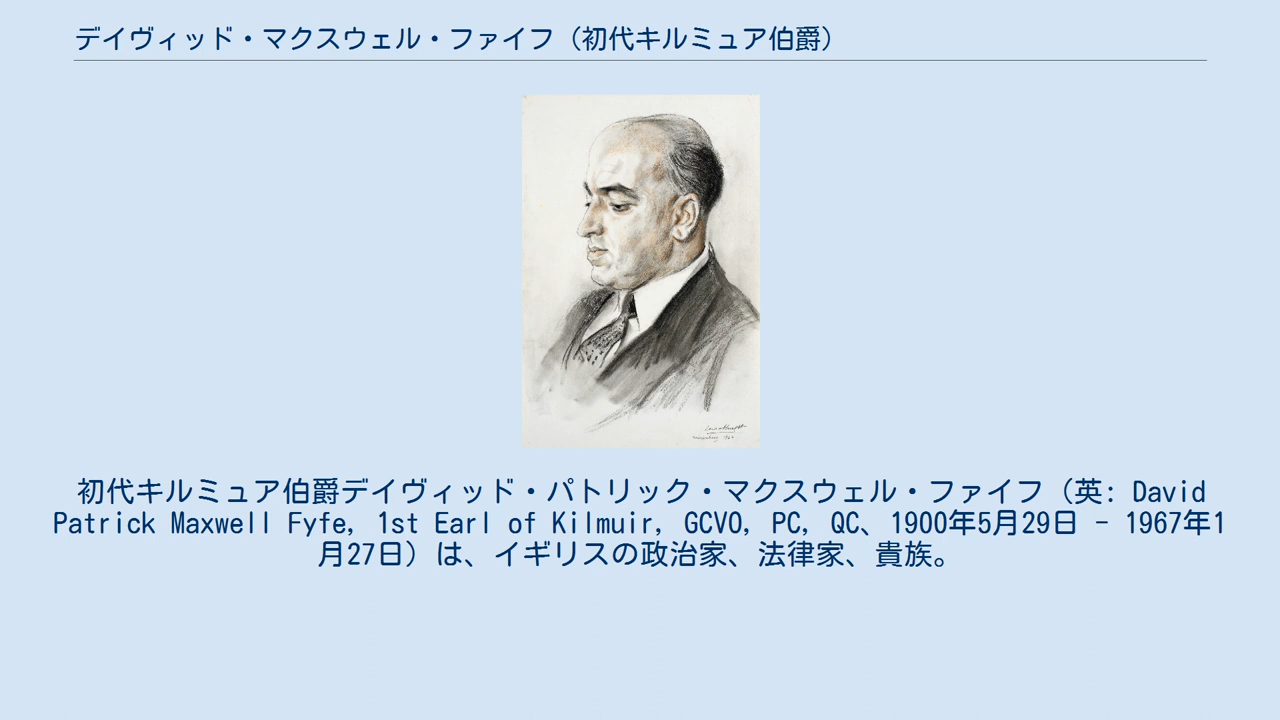 デイヴィッド・マクスウェル・ファイフ（初代キルミュア伯爵）
初代キルミュア伯爵デイヴィッド・パトリック・マクスウェル・ファイフ（英: David
Patrick Maxwell Fyfe, 1st Earl of Kilmuir, GCVO, PC, QC、1900年5月29日 - 1967年1
月27日）は、イギリスの政治家、法律家、貴族。